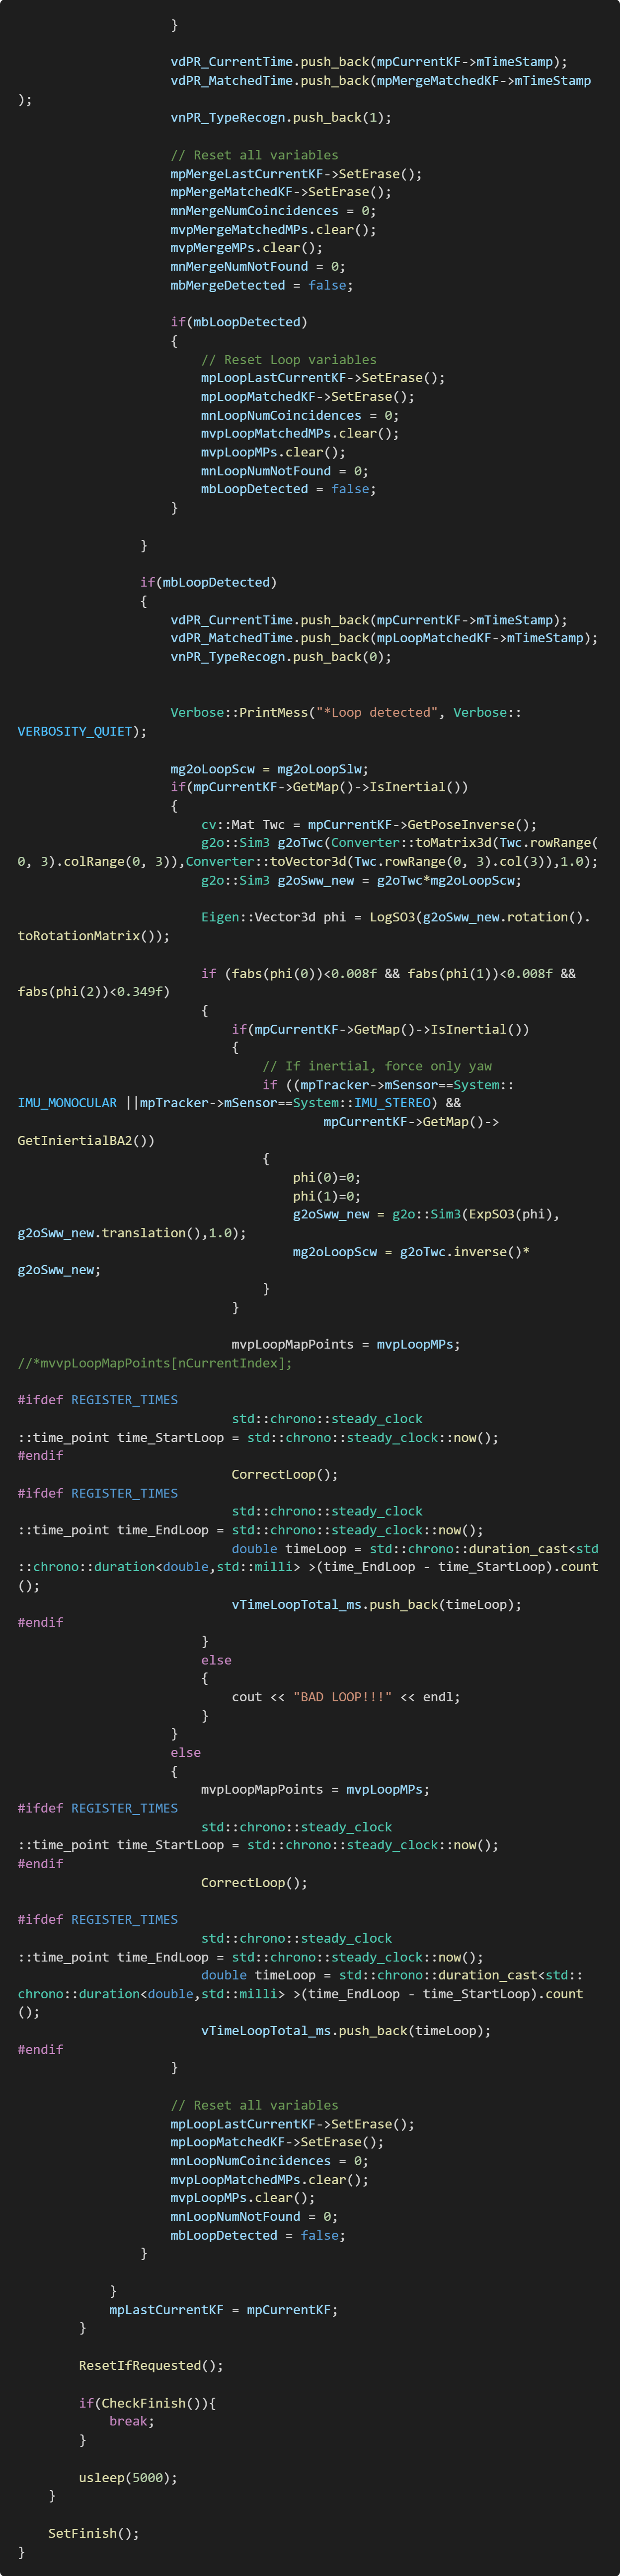 }
vdPR_CurrentTime.push_back(mpCurrentKF->mTimeStamp);
vdPR_MatchedTime.push_back(mpMergeMatchedKF->mTimeStamp
);
vnPR_TypeRecogn.push_back(1);
// Reset all variables
mpMergeLastCurrentKF->SetErase();
mpMergeMatchedKF->SetErase();
mnMergeNumCoincidences = 0;
mvpMergeMatchedMPs.clear();
mvpMergeMPs.clear();
mnMergeNumNotFound = 0;
mbMergeDetected = false;
if(mbLoopDetected)
{
// Reset Loop variables
mpLoopLastCurrentKF->SetErase();
mpLoopMatchedKF->SetErase();
mnLoopNumCoincidences = 0;
mvpLoopMatchedMPs.clear();
mvpLoopMPs.clear();
mnLoopNumNotFound = 0;
mbLoopDetected = false;
}
}
if(mbLoopDetected)
{
vdPR_CurrentTime.push_back(mpCurrentKF->mTimeStamp);
vdPR_MatchedTime.push_back(mpLoopMatchedKF->mTimeStamp);
vnPR_TypeRecogn.push_back(0);
Verbose::PrintMess("*Loop detected", Verbose::
VERBOSITY_QUIET);
mg2oLoopScw = mg2oLoopSlw;
if(mpCurrentKF->GetMap()->IsInertial())
{
cv::Mat Twc = mpCurrentKF->GetPoseInverse();
g2o::Sim3 g2oTwc(Converter::toMatrix3d(Twc.rowRange(
0, 3).colRange(0, 3)),Converter::toVector3d(Twc.rowRange(0, 3).col(3)),1.0);
g2o::Sim3 g2oSww_new = g2oTwc*mg2oLoopScw;
Eigen::Vector3d phi = LogSO3(g2oSww_new.rotation().
toRotationMatrix());
if (fabs(phi(0))<0.008f && fabs(phi(1))<0.008f &&
fabs(phi(2))<0.349f)
{
if(mpCurrentKF->GetMap()->IsInertial())
{
// If inertial, force only yaw
if ((mpTracker->mSensor==System::
IMU_MONOCULAR ||mpTracker->mSensor==System::IMU_STEREO) &&
mpCurrentKF->GetMap()->
GetIniertialBA2())
{
phi(0)=0;
phi(1)=0;
g2oSww_new = g2o::Sim3(ExpSO3(phi),
g2oSww_new.translation(),1.0);
mg2oLoopScw = g2oTwc.inverse()*
g2oSww_new;
}
}
mvpLoopMapPoints = mvpLoopMPs;
//*mvvpLoopMapPoints[nCurrentIndex];
#ifdef REGISTER_TIMES
std::chrono::steady_clock
::time_point time_StartLoop = std::chrono::steady_clock::now();
#endif
CorrectLoop();
#ifdef REGISTER_TIMES
std::chrono::steady_clock
::time_point time_EndLoop = std::chrono::steady_clock::now();
double timeLoop = std::chrono::duration_cast<std
::chrono::duration<double,std::milli> >(time_EndLoop - time_StartLoop).count
();
vTimeLoopTotal_ms.push_back(timeLoop);
#endif
}
else
{
cout << "BAD LOOP!!!" << endl;
}
}
else
{
mvpLoopMapPoints = mvpLoopMPs;
#ifdef REGISTER_TIMES
std::chrono::steady_clock
::time_point time_StartLoop = std::chrono::steady_clock::now();
#endif
CorrectLoop();
#ifdef REGISTER_TIMES
std::chrono::steady_clock
::time_point time_EndLoop = std::chrono::steady_clock::now();
double timeLoop = std::chrono::duration_cast<std::
chrono::duration<double,std::milli> >(time_EndLoop - time_StartLoop).count
();
vTimeLoopTotal_ms.push_back(timeLoop);
#endif
}
// Reset all variables
mpLoopLastCurrentKF->SetErase();
mpLoopMatchedKF->SetErase();
mnLoopNumCoincidences = 0;
mvpLoopMatchedMPs.clear();
mvpLoopMPs.clear();
mnLoopNumNotFound = 0;
mbLoopDetected = false;
}
}
mpLastCurrentKF = mpCurrentKF;
}
ResetIfRequested();
if(CheckFinish()){
break;
}
usleep(5000);
}
SetFinish();
}